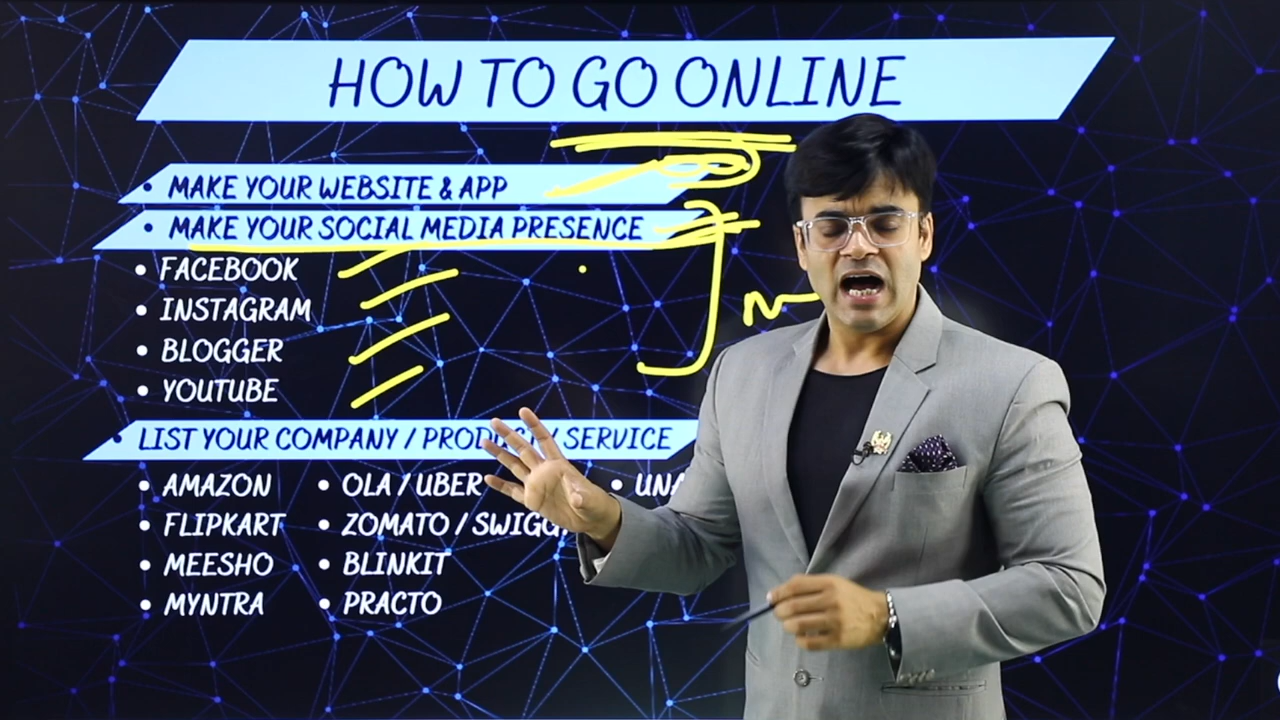 HOW TO GO ONLINE
• MAKE YOUR WEBSITE & APP
• MAKE YOUR SOCIAL MEDIA PRESENCE
• FACEBOOK
• INSTAGRAM
• BLOGGER
• YOUTUBE
• LIST YOUR COMPANY / PRODUCT / SERVICE
• AMAZON • OLA / UBER
• FLIPKART • ZOMATO / SWIGGY
• MEESHO • BLINKIT
• MYNTRA • PRACTO